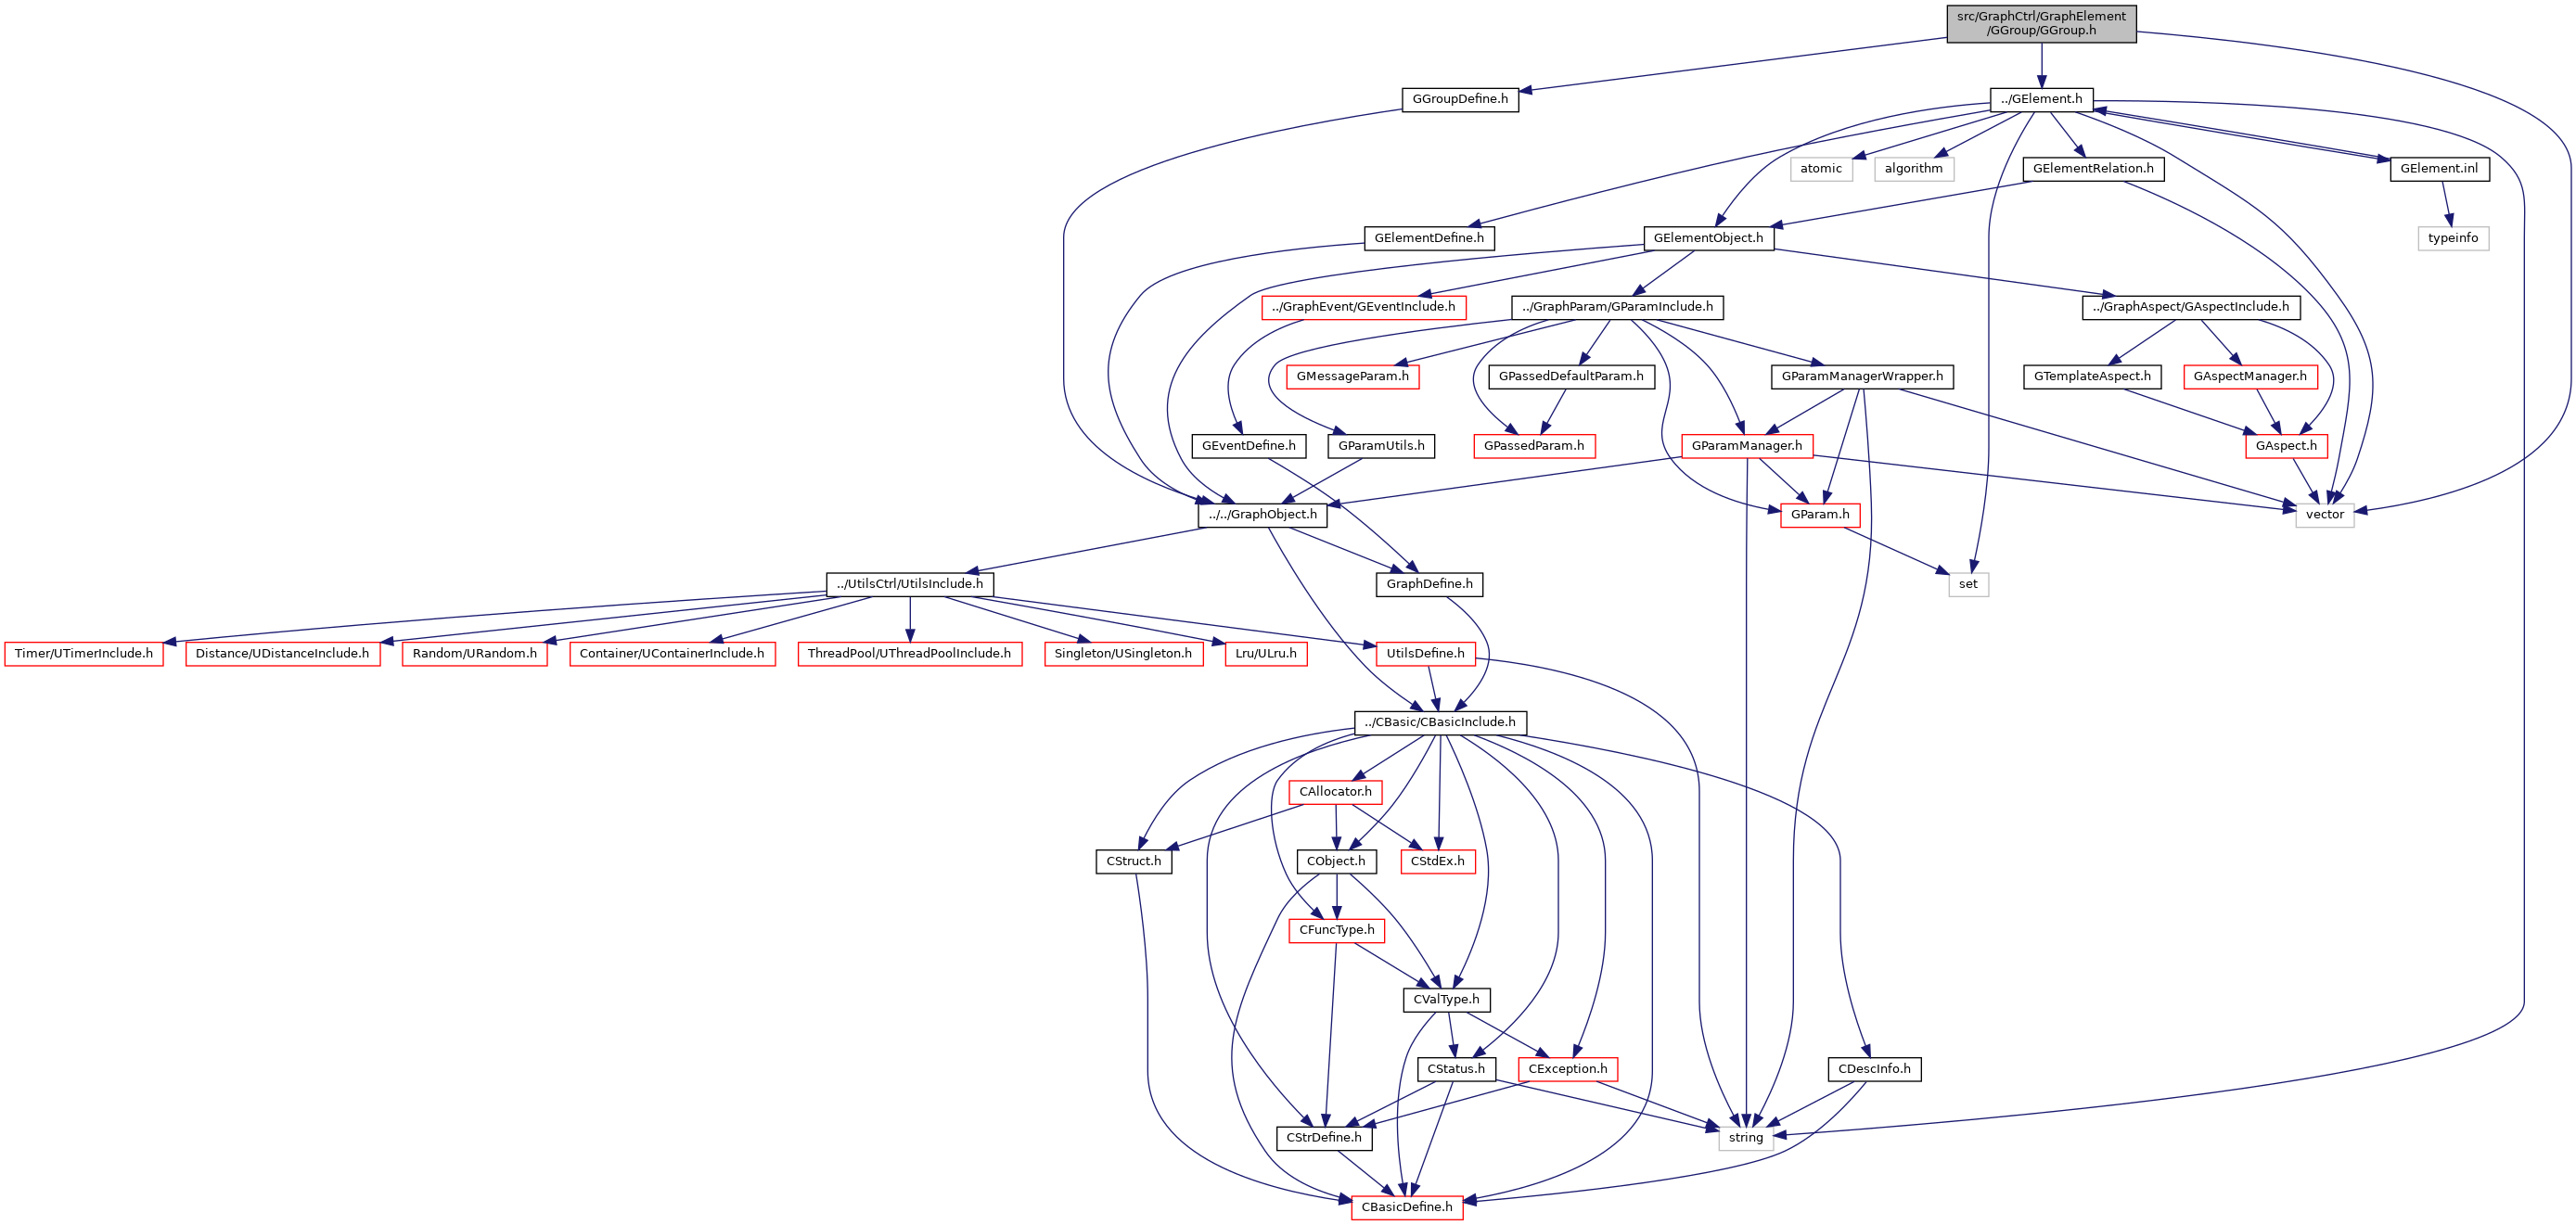 src/GraphCtrl/GraphElement
/GGroup/GGroup.h
GGroupDefine.h
../GElement.h
atomic
algorithm
GElementRelation.h
GElement.inl
GElementDefine.h
GElementObject.h
typeinfo
../GraphEvent/GEventInclude.h
../GraphParam/GParamInclude.h
../GraphAspect/GAspectInclude.h
GMessageParam.h
GPassedDefaultParam.h
GParamManagerWrapper.h
GTemplateAspect.h
GAspectManager.h
GEventDefine.h
GParamUtils.h
GPassedParam.h
GParamManager.h
GAspect.h
../../GraphObject.h
GParam.h
vector
../UtilsCtrl/UtilsInclude.h
GraphDefine.h
set
Timer/UTimerInclude.h
Distance/UDistanceInclude.h
Random/URandom.h
Container/UContainerInclude.h
ThreadPool/UThreadPoolInclude.h
Singleton/USingleton.h
Lru/ULru.h
UtilsDefine.h
../CBasic/CBasicInclude.h
CAllocator.h
CStruct.h
CObject.h
CStdEx.h
CFuncType.h
CValType.h
CStatus.h
CException.h
CDescInfo.h
CStrDefine.h
string
CBasicDefine.h